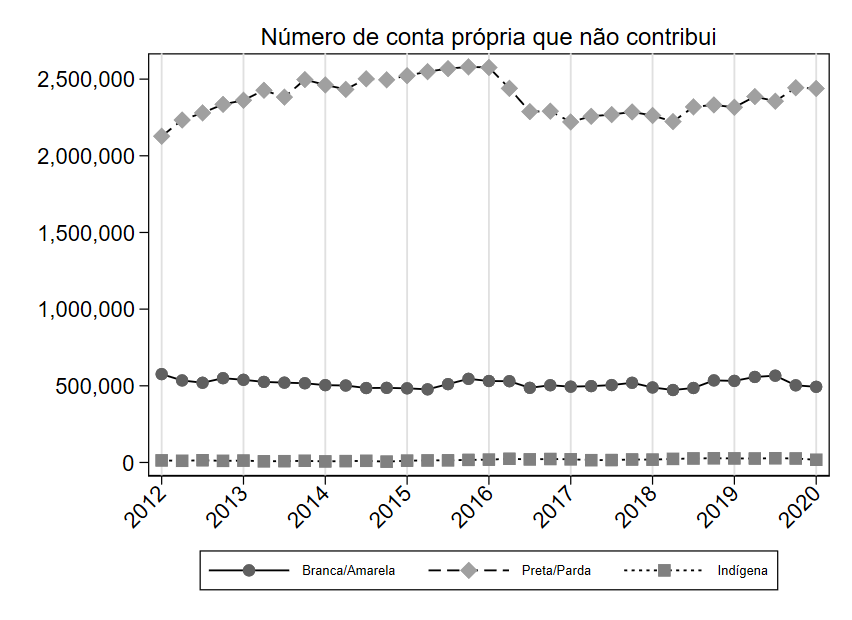 Número de conta própria que não contribui
2,500,000
2,000,000
1,500,000
1,000,000
500,000
0
2012 2013 2014 2015 2016 2017 2018 2019 2020
Branca/Amarela Preta/Parda Indígena